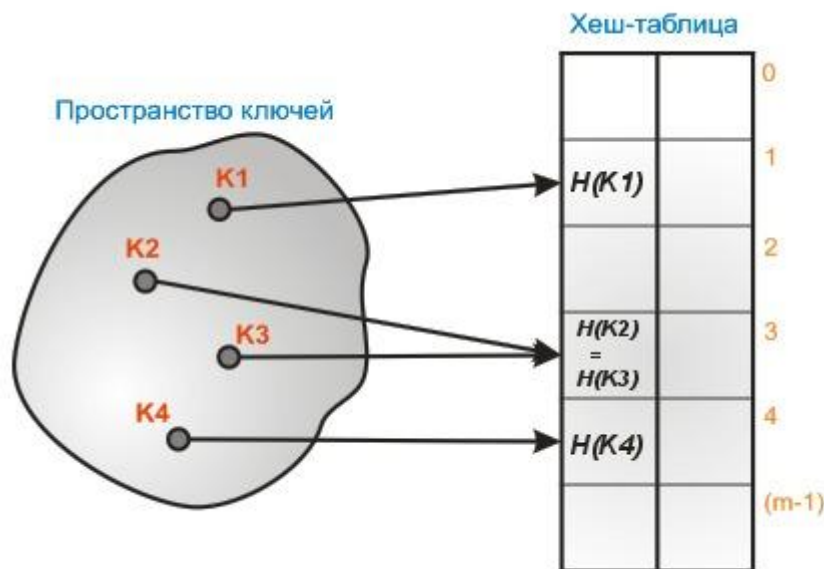 Хеш-таблица
Пространство ключей
0
K1
1
H(K1)
K2
2
K3
H(K2)
=
H(K3)
3
K4
4
H(K4)
(m-1)